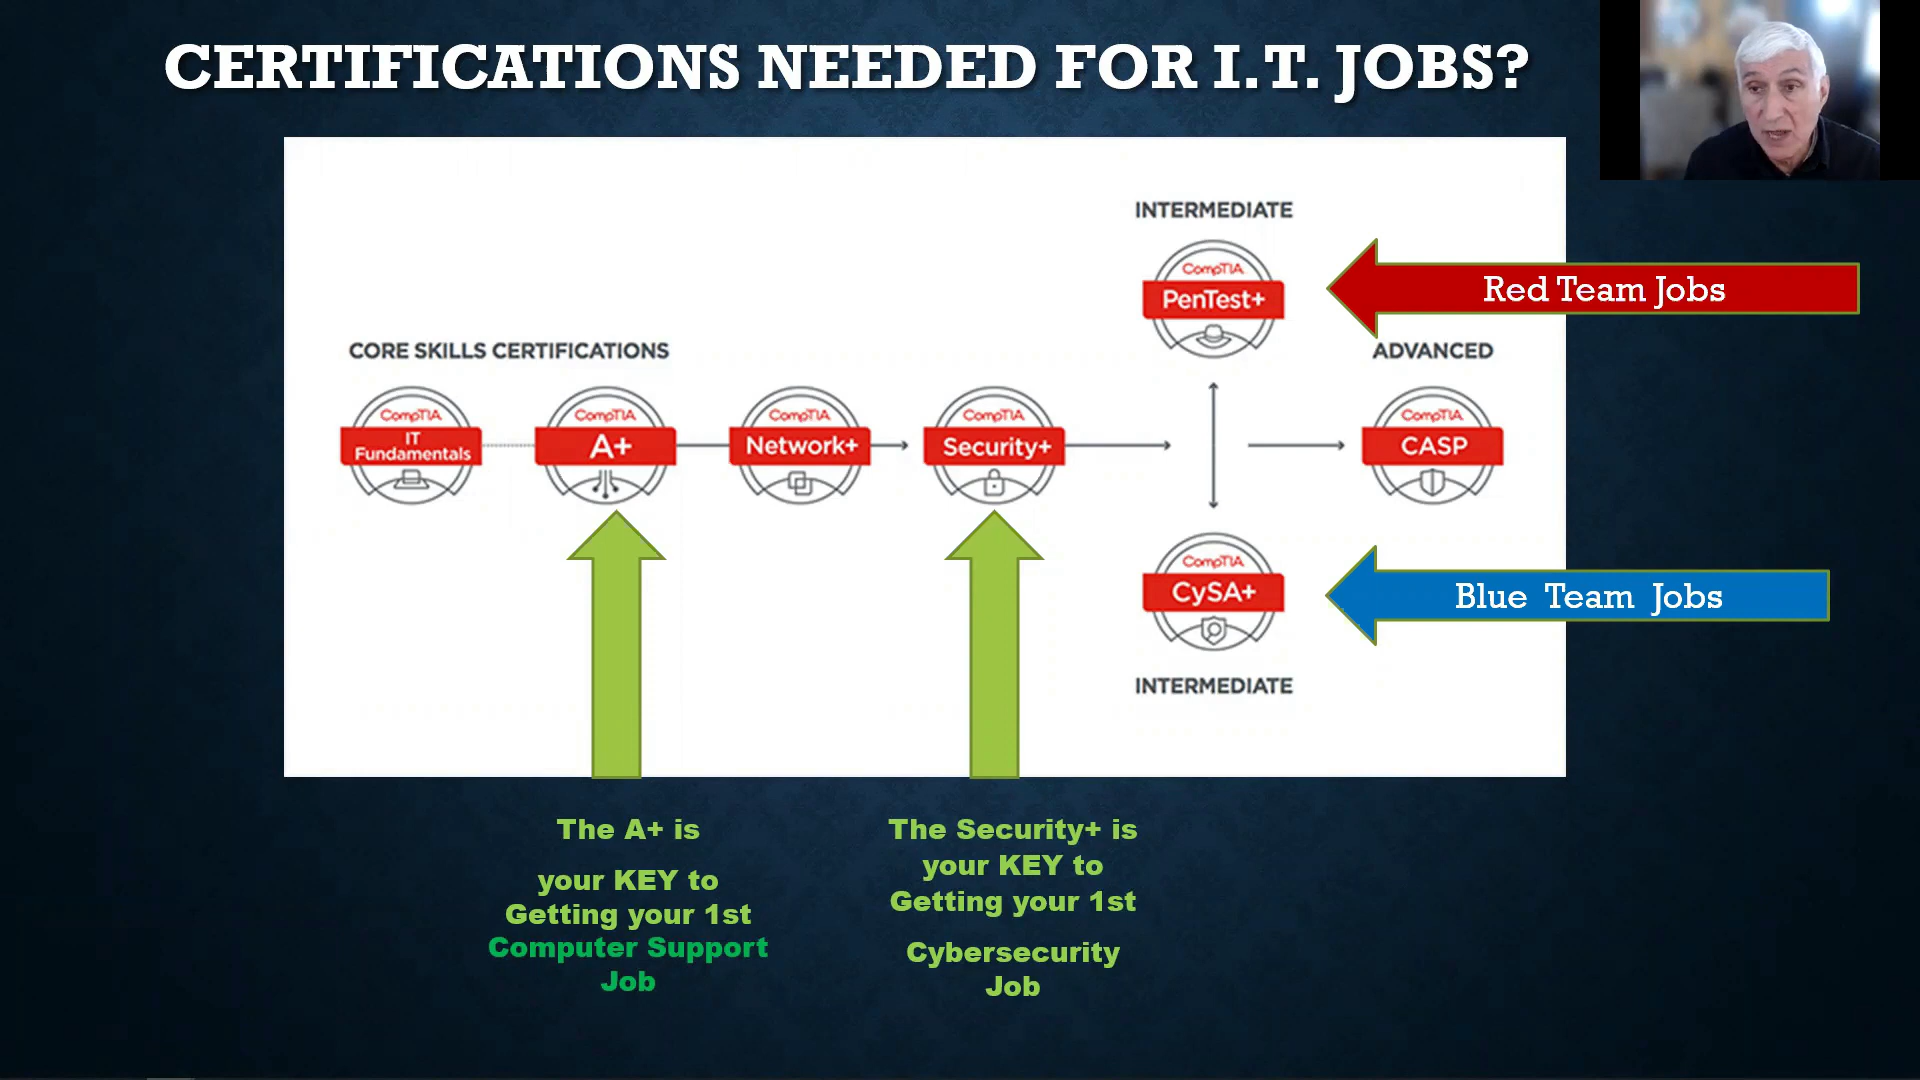 CERTIFICATIONS NEEDED FOR I.T. JOBS?
INTERMEDIATE
CompTIA
PenTest+
Red Team Jobs
CORE SKILLS CERTIFICATIONS
ADVANCED
CompTIA
IT
Fundamentals
CompTIA
A+
CompTIA
Network+
CompTIA
Security+
CompTIA
CASP
CompTIA
CySA+
Blue Team Jobs
INTERMEDIATE
The A+ is
your KEY to
Getting your 1st
Computer Support
Job
The Security+ is
your KEY to
Getting your 1st
Cybersecurity
Job